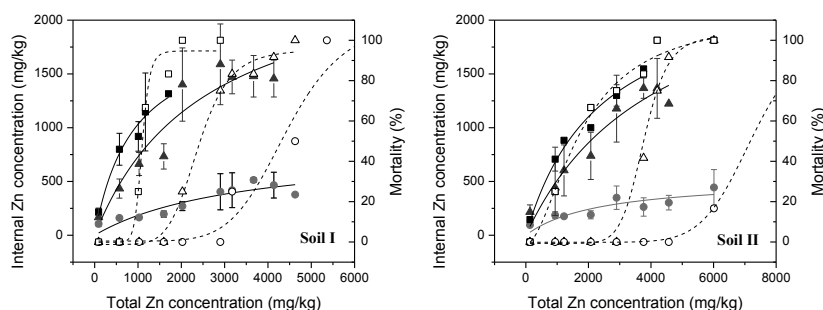 2000
1500
1000
500
0
Internal Zn concentration (mg/kg)
0 1000 2000 3000 4000 5000 6000
Total Zn concentration (mg/kg)
100
80
60
40
20
0
Mortality (%)
Soil I
2000
1500
1000
500
0
Internal Zn concentration (mg/kg)
0 2000 4000 6000 8000
Total Zn concentration (mg/kg)
100
80
60
40
20
0
Mortality (%)
Soil II